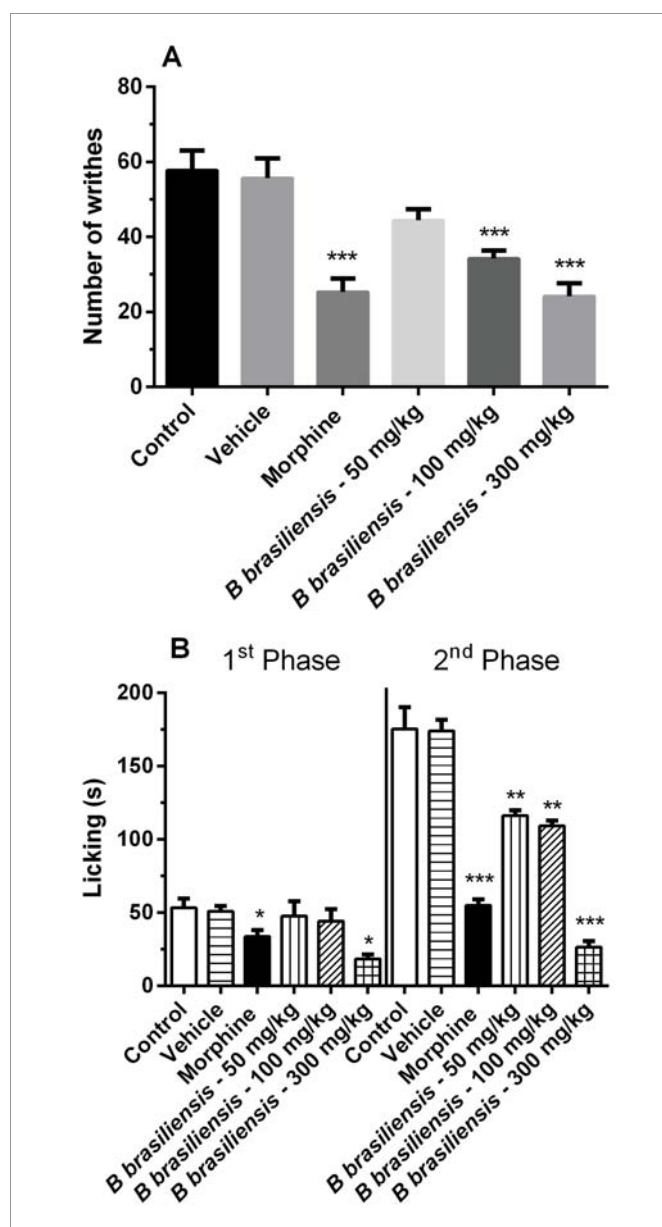 A
Number of writhes
80
60
40
20
0
***
***
***
Control
Vehicle
Morphine
B brasiliensis - 50 mg/kg
B brasiliensis - 100 mg/kg
B brasiliensis - 300 mg/kg
B
1st Phase
2nd Phase
Licking (s)
200
150
100
50
0
*
*
***
**
**
***
Control
Vehicle
Morphine
B brasiliensis - 50 mg/kg
B brasiliensis - 100 mg/kg
B brasiliensis - 300 mg/kg
Control
Vehicle
Morphine
B brasiliensis - 50 mg/kg
B brasiliensis - 100 mg/kg
B brasiliensis - 300 mg/kg